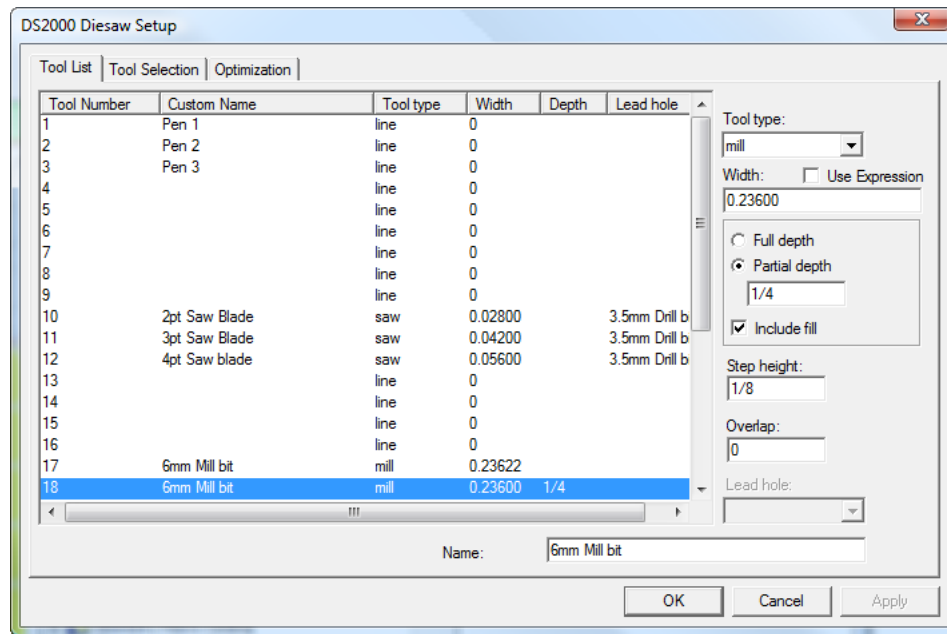 DS2000 Diesaw Setup
Tool List Tool Selection Optimization
Tool Number Custom Name Tool type Width Depth Lead hole
1 Pen 1 line 0
2 Pen 2 line 0
3 Pen 3 line 0
4 line 0
5 line 0
6 line 0
7 line 0
8 line 0
9 line 0
10 2pt Saw Blade saw 0.02800 3.5mm Drill b
11 3pt Saw Blade saw 0.04200 3.5mm Drill b
12 4pt Saw blade saw 0.05600 3.5mm Drill b
13 line 0
14 line 0
15 line 0
16 line 0
17 6mm Mill bit mill 0.23622
18 6mm Mill bit mill 0.23600 1/4
Tool type:
mill
Width: Use Expression
0.23600
Full depth
Partial depth
1/4
Include fill
Step height:
1/8
Overlap:
0
Lead hole:
Name: 6mm Mill bit
OK Cancel Apply